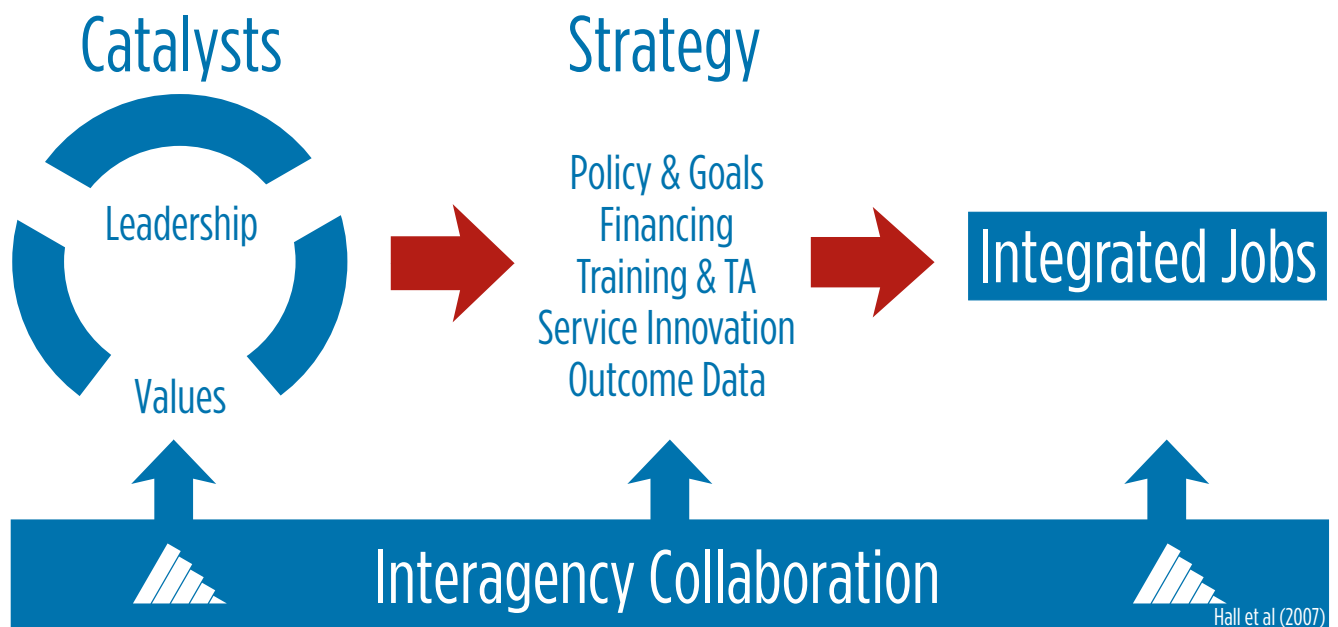 Catalysts
Leadership
Values
Strategy
Policy & Goals
Financing
Training & TA
Service Innovation
Outcome Data
Integrated Jobs
Interagency Collaboration
Hall et al (2007)